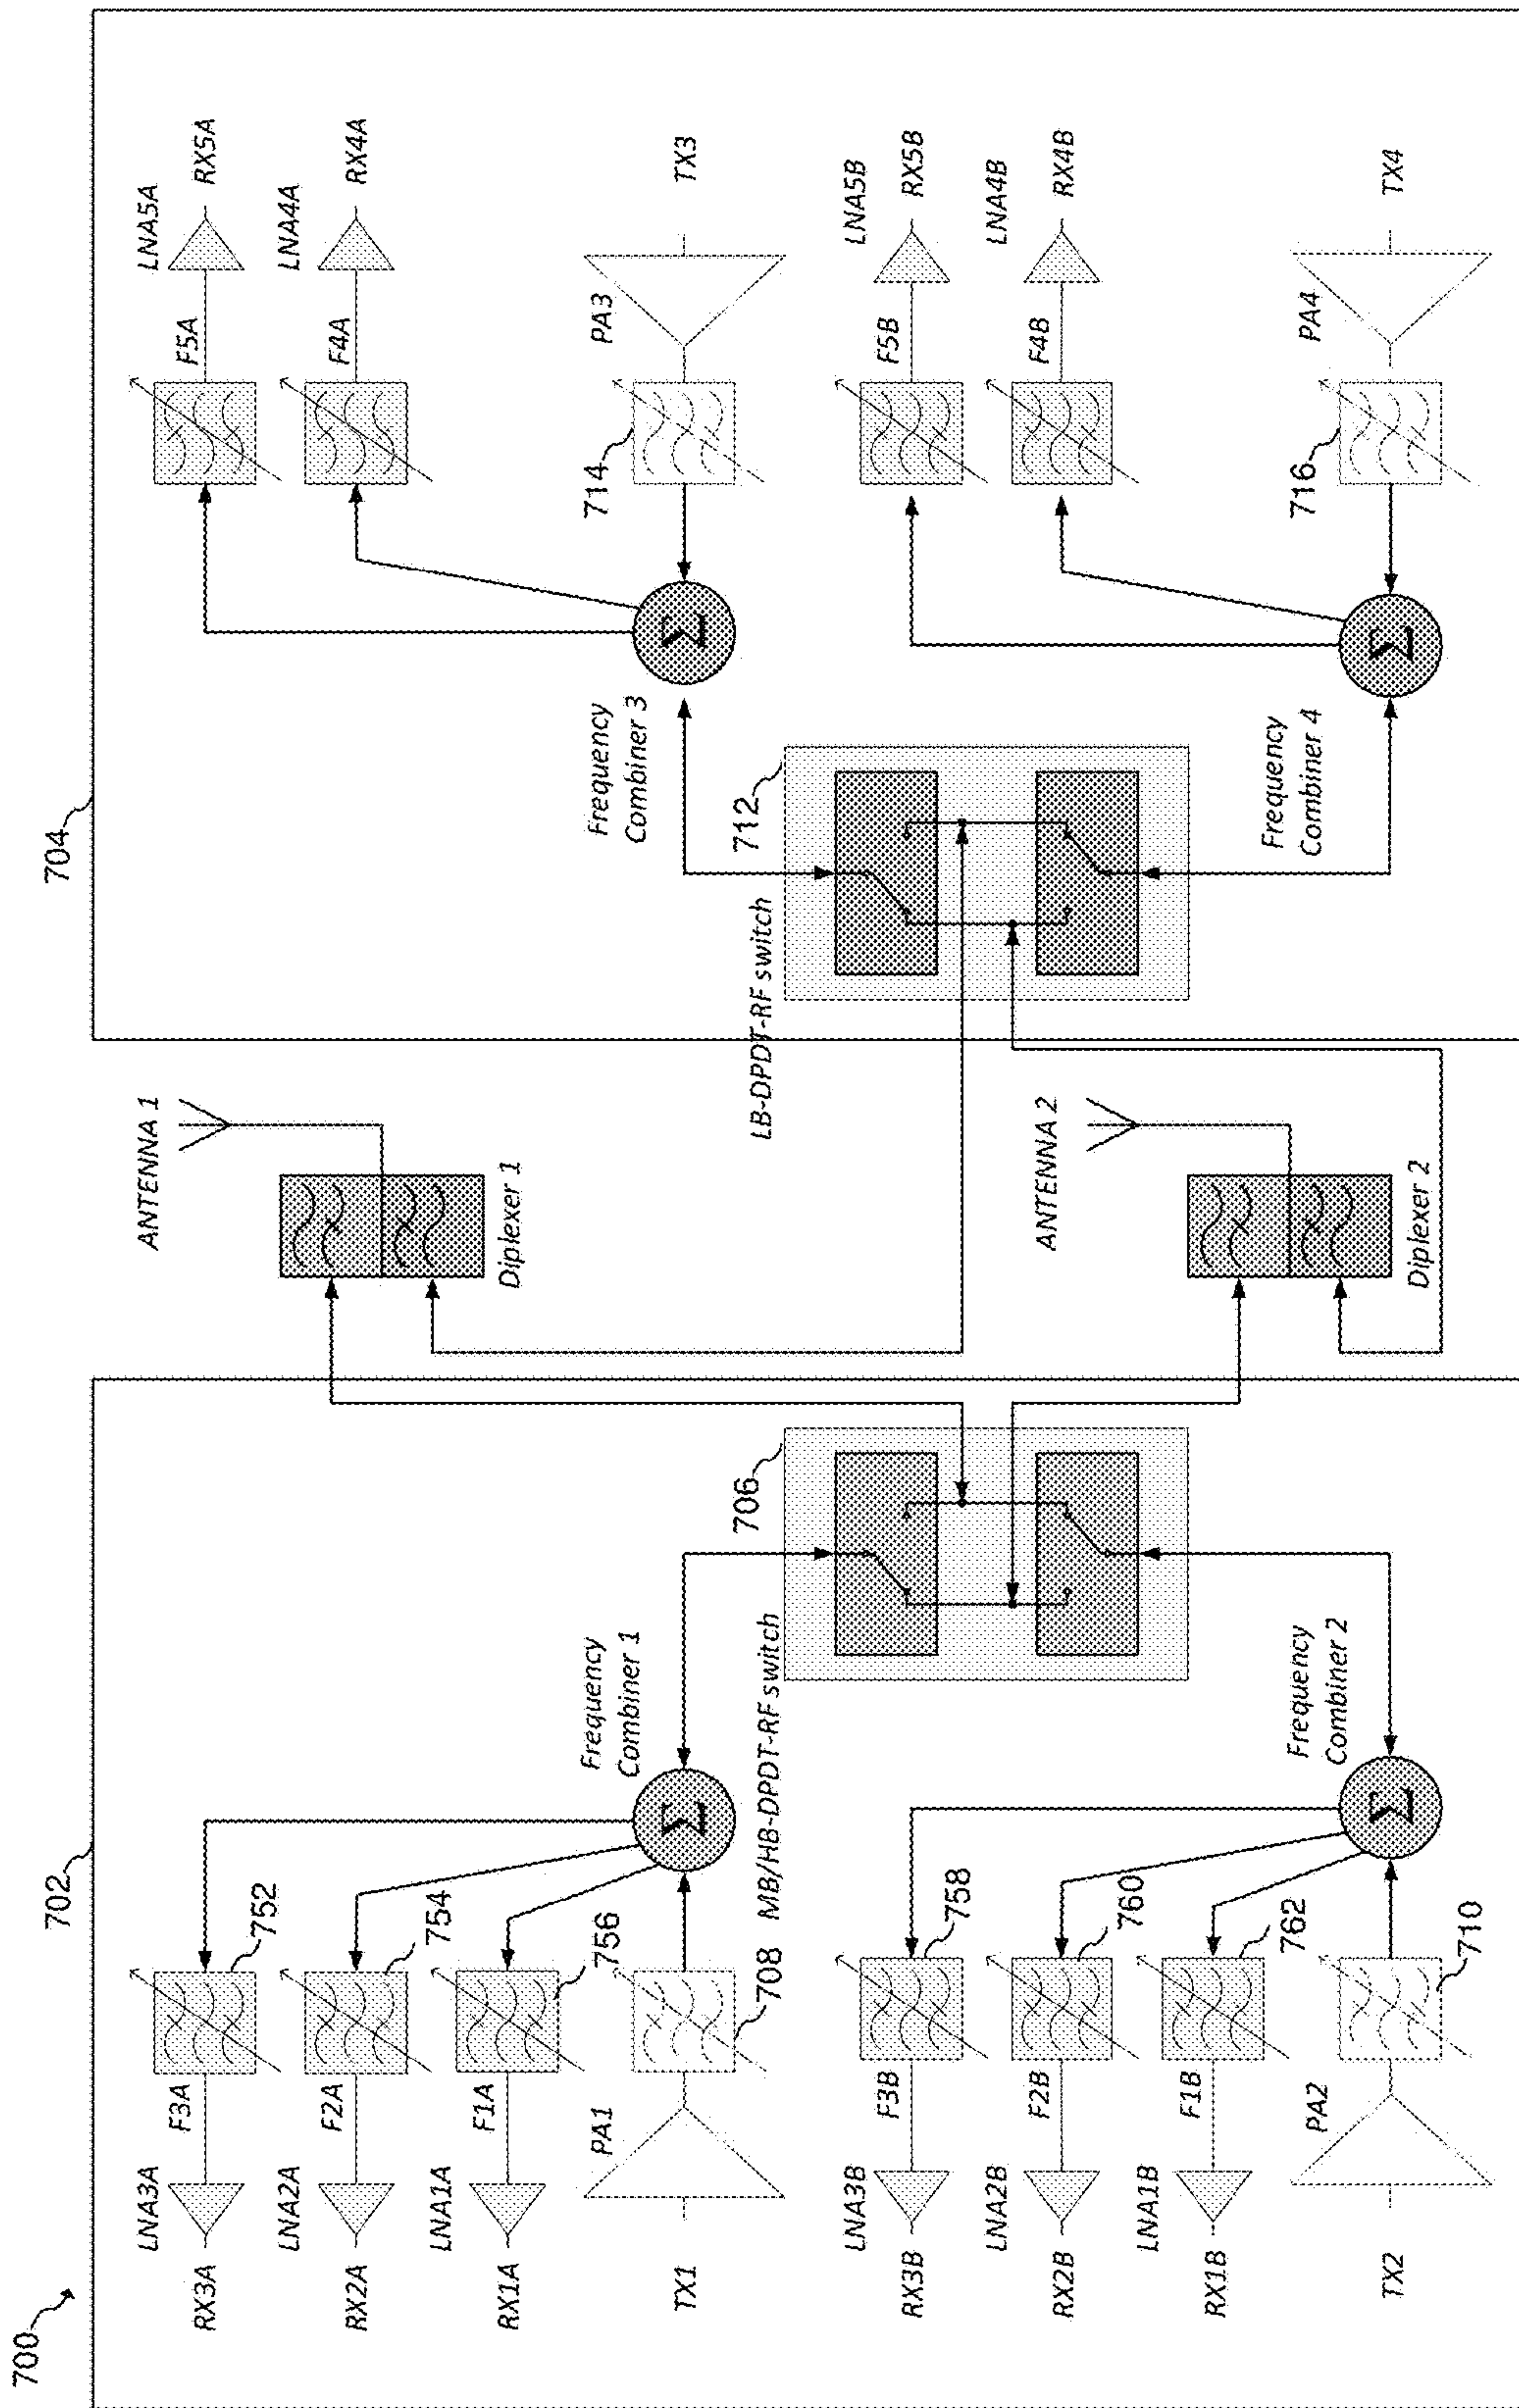 700
702
704
LNA3A
RX3A
F3A
752
LNA2A
RX2A
F2A
754
LNA1A
RX1A
F1A
756
PA1
TX1
708
Frequency
Combiner 1
Σ
MB/HB-DPDT-RF switch
706
LNA3B
RX3B
F3B
758
LNA2B
RX2B
F2B
760
LNA1B
RX1B
F1B
762
PA2
TX2
710
Frequency
Combiner 2
Σ
ANTENNA 1
Diplexer 1
ANTENNA 2
Diplexer 2
LB-DPDT-RF switch
712
Frequency
Combiner 3
Σ
714
PA3
TX3
F5A
LNA5A
RX5A
F4A
LNA4A
RX4A
Frequency
Combiner 4
Σ
716
PA4
TX4
F5B
LNA5B
RX5B
F4B
LNA4B
RX4B